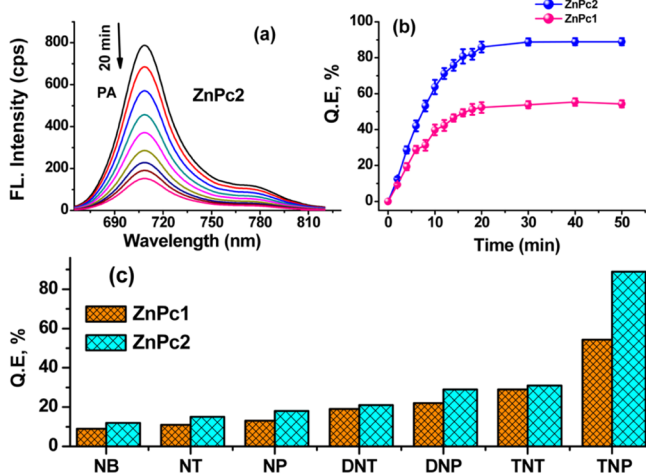 (a)
20 min
PA
ZnPc2
FL. Intensity (cps)
800
600
400
200
0
690
720
750
780
810
Wavelength (nm)
(b)
ZnPc2
ZnPc1
Q.E, %
100
80
60
40
20
0
0
10
20
30
40
50
Time (min)
(c)
ZnPc1
ZnPc2
Q.E, %
80
60
40
20
0
NB
NT
NP
DNT
DNP
TNT
TNP